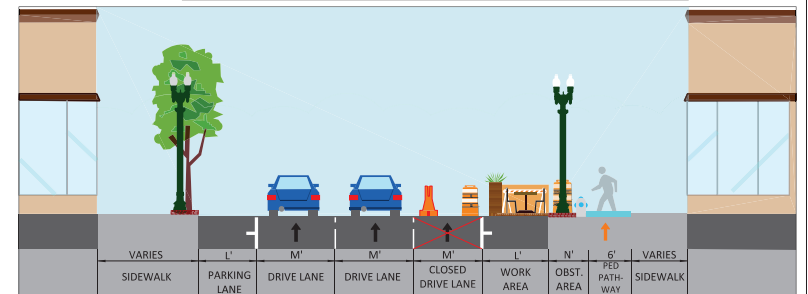 VARIES L' M' M' M' L' N' 6' VARIES
SIDEWALK
PARKING
LANE
DRIVE LANE
DRIVE LANE
CLOSED
DRIVE LANE
WORK
AREA
OBST.
AREA
PED
PATH-
WAY
SIDEWALK